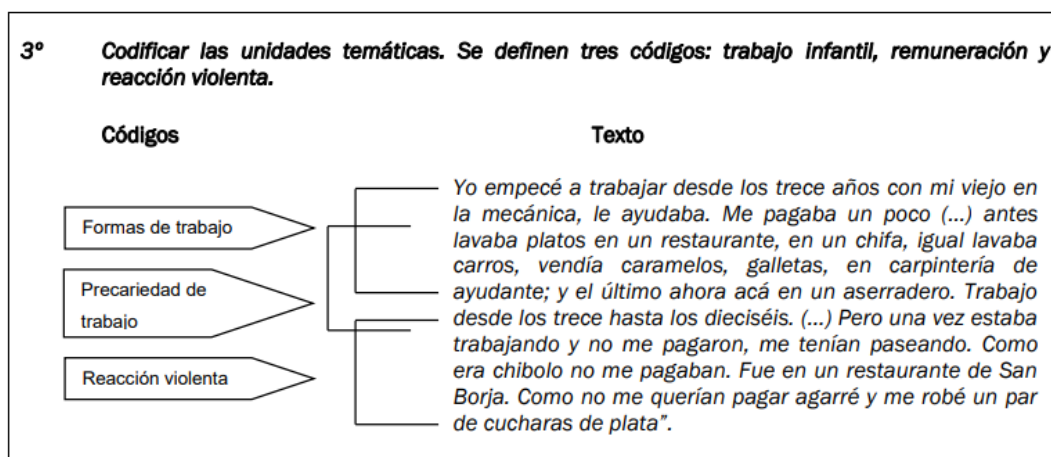 3º Codificar las unidades temáticas. Se definen tres códigos: trabajo infantil, remuneración y
reacción violenta.
Códigos Texto
Formas de trabajo
Precariedad de
trabajo
Reacción violenta
Yo empecé a trabajar desde los trece años con mi viejo en
la mecánica, le ayudaba. Me pagaba un poco (...) antes
lavaba platos en un restaurante, en un chifa, igual lavaba
carros, vendía caramelos, galletas, en carpintería de
ayudante; y el último ahora acá en un aserradero. Trabajo
desde los trece hasta los dieciséis. (...) Pero una vez estaba
trabajando y no me pagaron, me tenían paseando. Como
era chibolo no me pagaban. Fue en un restaurante de San
Borja. Como no me querían pagar agarré y me robé un par
de cucharas de plata”.